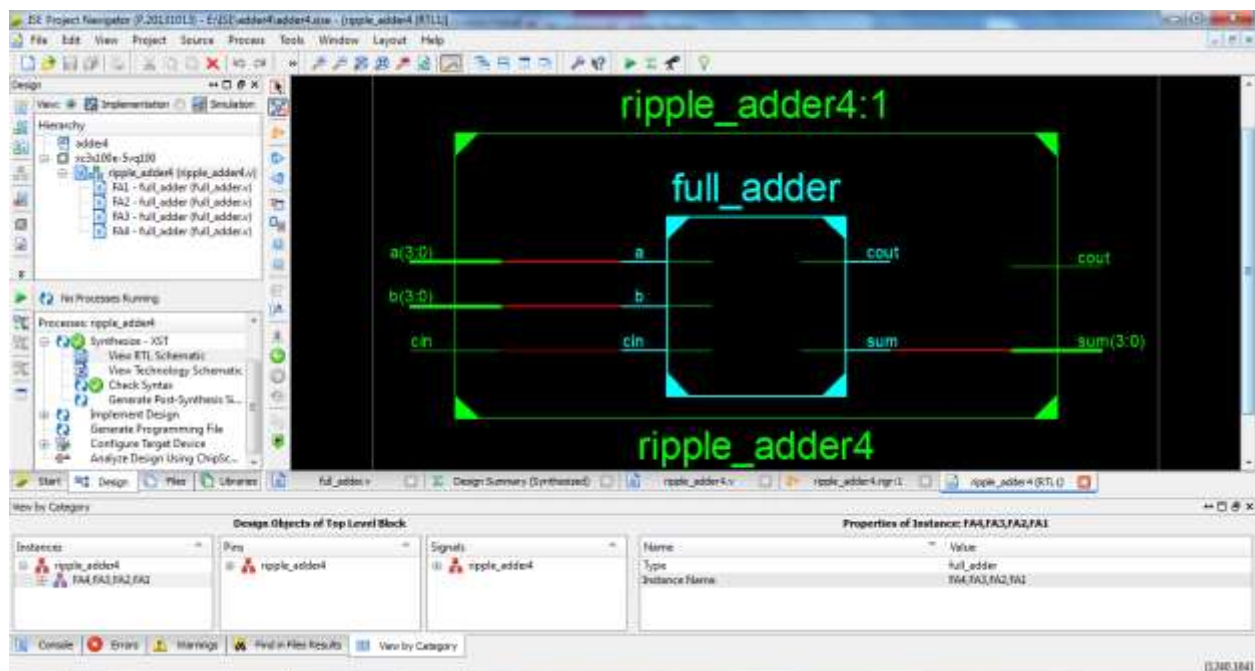 ISE Project Navigator (P.20131013) - E:\ISE\adder4\adder4.xise - [ripple_adder4 (RTL1)]
File Edit View Project Source Process Tools Window Layout Help
Design
View: Implementation Simulation
Hierarchy
adder4
xc3s100e-5vq100
ripple_adder4 (ripple_adder4.v)
FA1 - full_adder (full_adder.v)
FA2 - full_adder (full_adder.v)
FA3 - full_adder (full_adder.v)
FA4 - full_adder (full_adder.v)
No Processes Running
Processes: ripple_adder4
Synthesize - XST
View RTL Schematic
View Technology Schematic
Check Syntax
Generate Post-Synthesis Si...
Implement Design
Generate Programming File
Configure Target Device
Analyze Design Using ChipSc...
ripple_adder4:1
full_adder
a(3:0) a cout cout
b(3:0) b
cin cin sum sum(3:0)
ripple_adder4
Start Design Files Libraries full_adder.v Design Summary (Synthesized) ripple_adder4.v ripple_adder4.ngr:1 ripple_adder4 (RTL1)
View by Category
Design Objects of Top Level Block Properties of Instance: FA4,FA3,FA2,FA1
Instances Pins Signals Name Value
ripple_adder4 ripple_adder4 ripple_adder4 Type full_adder
FA4,FA3,FA2,FA1 Instance Name FA4,FA3,FA2,FA1
Console Errors Warnings Find in Files Results View by Category
[1240,184]